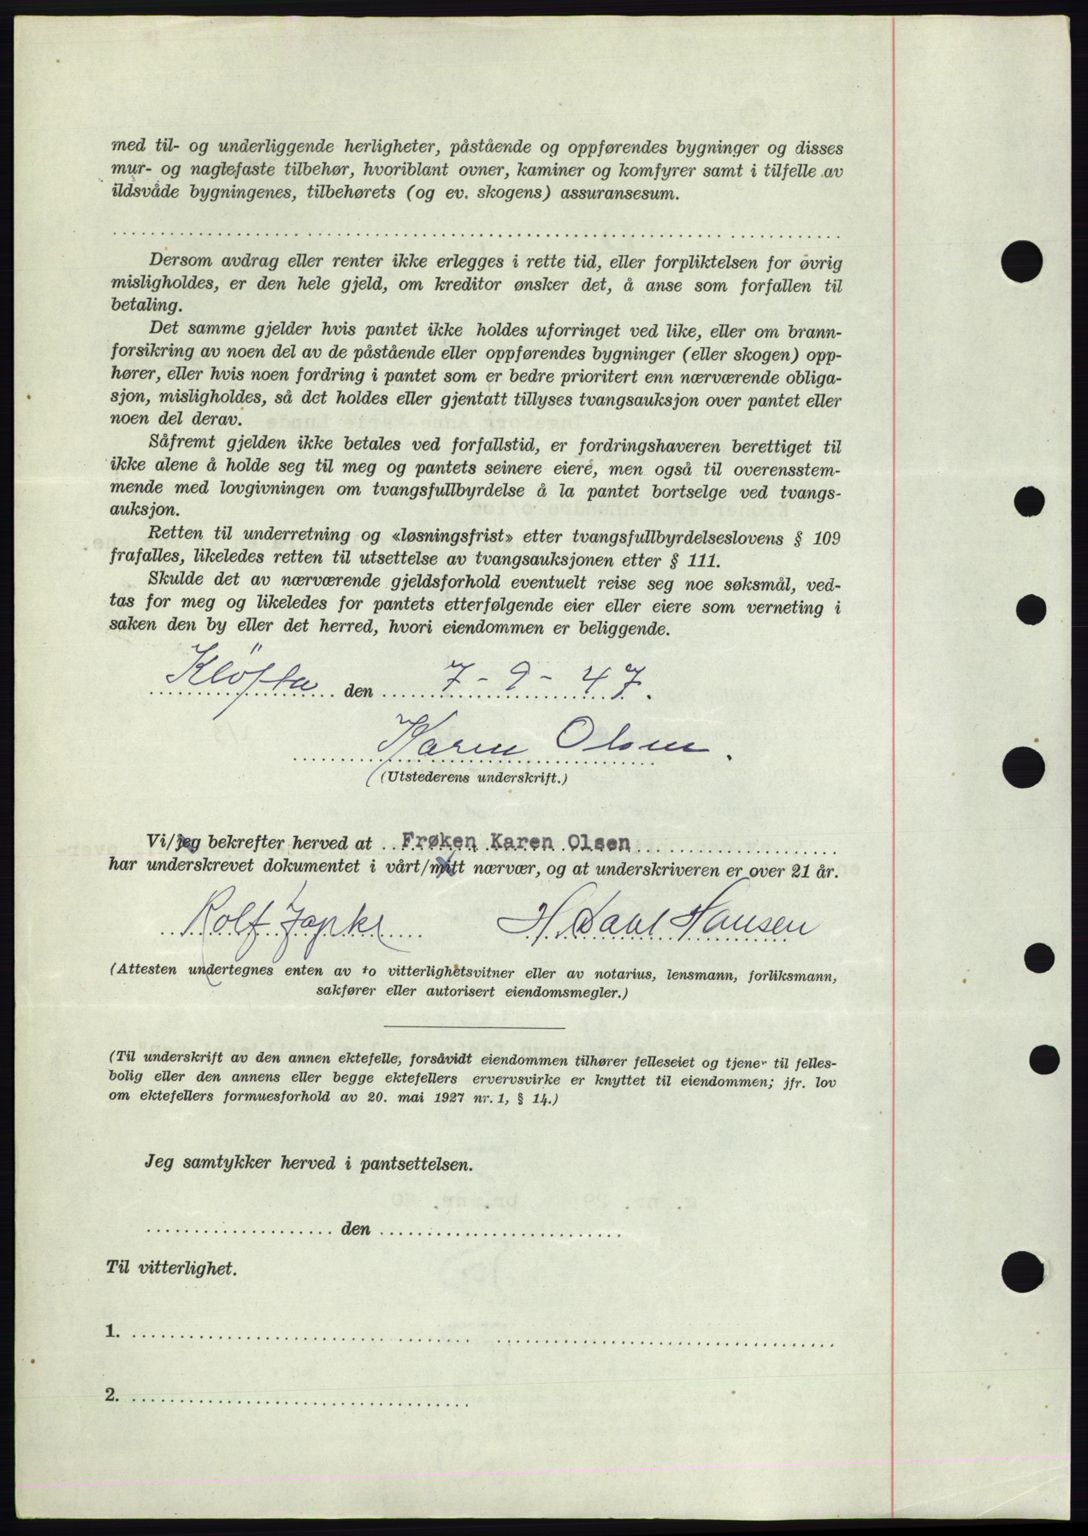 med til- og underliggende herligheter, påstående og oppførendes bygninger og disses
mur- og naglefaste tilbehør, hvoriblant ovner, kaminer og komfyrer samt i tilfelle av
ildsvåde bygningenes, tilbehørets (og ev. skogens) assuransesum.
Dersom avdrag eller renter ikke erlegges i rette tid, eller forpliktelsen for øvrig
misligholdes, er den hele gjeld, om kreditor ønsker det, å anse som forfallen til
betaling.
Det samme gjelder hvis pantet ikke holdes uforringet ved like, eller om brann-
forsikring av noen del av de påstående eller oppførendes bygninger (eller skogen) opp-
hører, eller hvis noen fordring i pantet som er bedre prioritert enn nærværende obliga-
sjon, misligholdes, så det holdes eller gjentatt tillyses tvangsauksjon over pantet eller
noen del derav.
Såfremt gjelden ikke betales ved forfallstid, er fordringshaveren berettiget til
ikke alene å holde seg til meg og pantets seinere eiere, men også til overensstem-
mende med lovgivningen om tvangsfullbyrdelse å la pantet bortselge ved tvangs-
auksjon.
Retten til underretning og «løsningsfrist» etter tvangsfullbyrdelseslovens § 109
frafalles, likeledes retten til utsettelse av tvangsauksjonen etter § 111.
Skulde det av nærværende gjeldsforhold eventuelt reise seg noe søksmål, ved-
tas for meg og likeledes for pantets etterfølgende eier eller eiere som verneting i
saken den by eller det herred, hvori eiendommen er beliggende.
Kløfta den 7-9-47.
Karen Olsen.
(Utstederens underskrift.)
Vi/jeg bekrefter herved at Frøken Karen Olsen
har underskrevet dokumentet i vårt/mitt nærvær, og at underskriveren er over 21 år.
Rolf H. Hansen
(Attesten undertegnes enten av to vitterlighetsvitner eller av notarius, lensmann, forliksmann,
sakfører eller autorisert eiendomsmegler.)
(Til underskrift av den annen ektefelle, forsåvidt eiendommen tilhører felleseiet og tjener til felles-
bolig eller den annens eller begge ektefellers ervervsvirke er knyttet til eiendommen; jfr. lov
om ektefellers formuesforhold av 20. mai 1927 nr. 1, § 14.)
Jeg samtykker herved i pantsettelsen.
den
Til vitterlighet.
1.
2.